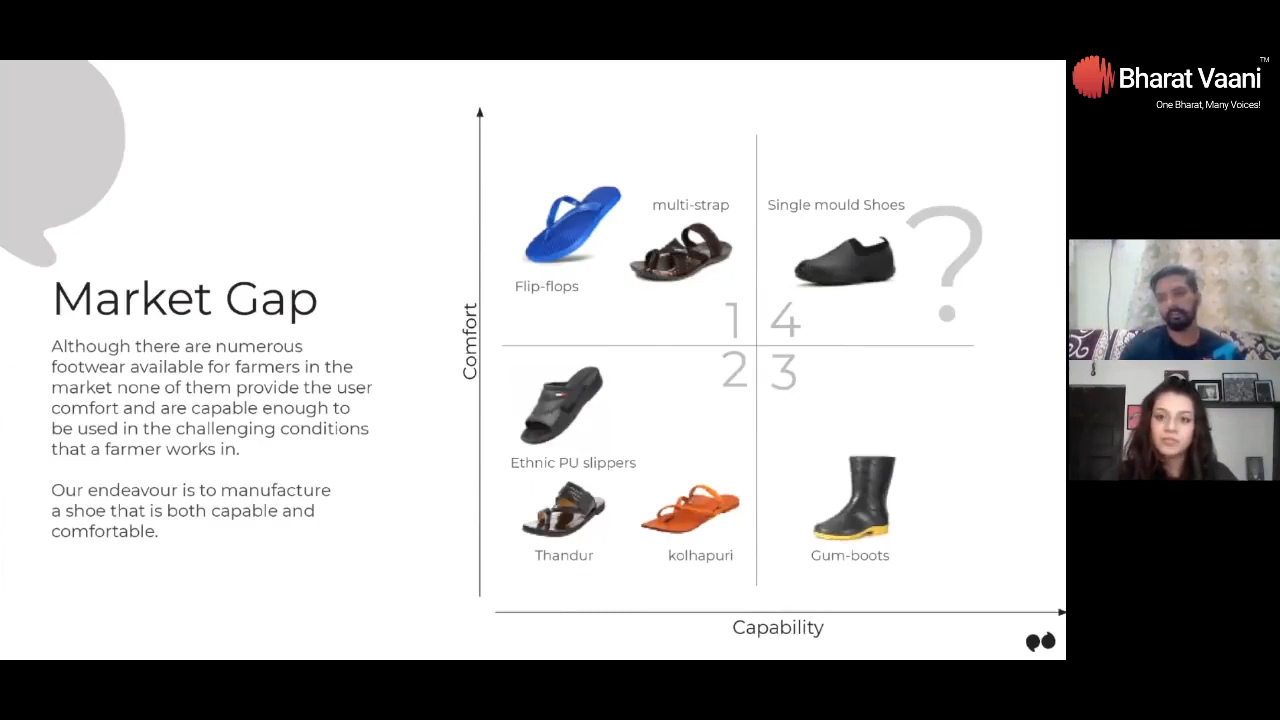 Bharat Vaani™
One Bharat, Many Voices!
Market Gap
Although there are numerous
footwear available for farmers in the
market none of them provide the user
comfort and are capable enough to
be used in the challenging conditions
that a farmer works in.
Our endeavour is to manufacture
a shoe that is both capable and
comfortable.
Comfort
multi-strap
Single mould Shoes
?
Flip-flops
1 4
2 3
Ethnic PU slippers
Thandur
kolhapuri
Gum-boots
Capability